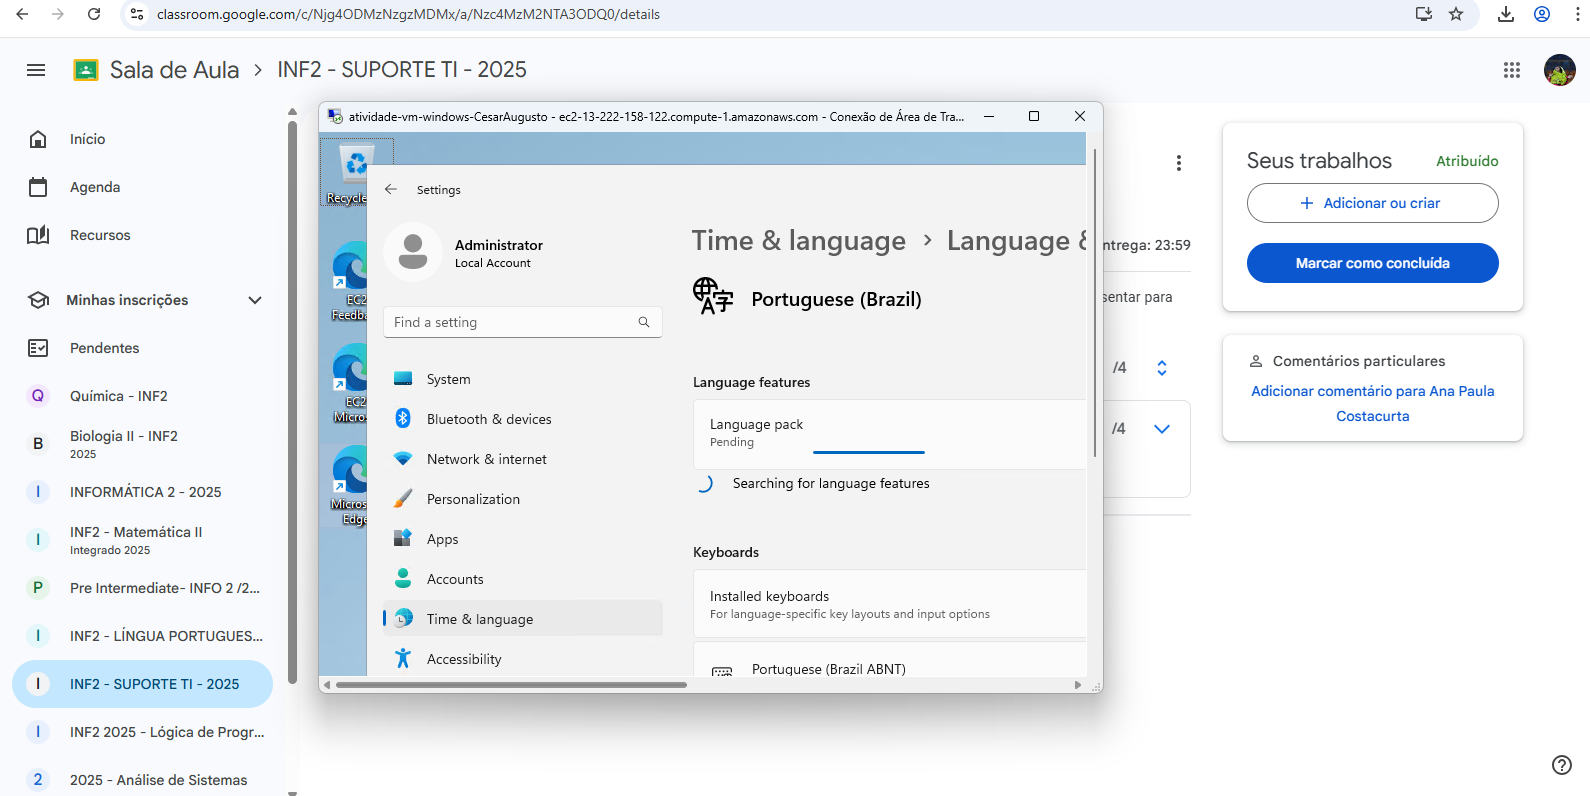 classroom.google.com/c/Njg4ODMzNzgzMDMx/a/Nzc4MzM2NTA3ODQ0/details
Sala de Aula > INF2 - SUPORTE TI - 2025
Início
Agenda
Recursos
Minhas inscrições
Pendentes
Q Química - INF2
B Biologia II - INF2
2025
I INFORMÁTICA 2 - 2025
I INF2 - Matemática II
Integrado 2025
P Pre Intermediate- INFO 2 /2...
I INF2 - LÍNGUA PORTUGUES...
I INF2 - SUPORTE TI - 2025
I INF2 2025 - Lógica de Progr...
2 2025 - Análise de Sistemas
atividade-vm-windows-CesarAugusto - ec2-13-222-158-122.compute-1.amazonaws.com - Conexão de Área de Tra...
Recycle
EC2
Feedb
EC2
Micros
Micros
Edge
Settings
Administrator
Local Account
Find a setting
System
Bluetooth & devices
Network & internet
Personalization
Apps
Accounts
Time & language
Accessibility
Time & language > Language &
Portuguese (Brazil)
Language features
Language pack
Pending
Searching for language features
Keyboards
Installed keyboards
For language-specific key layouts and input options
Portuguese (Brazil ABNT)
ntrega: 23:59
sentar para
/4
/4
Seus trabalhos
Atribuído
+ Adicionar ou criar
Marcar como concluída
Comentários particulares
Adicionar comentário para Ana Paula
Costacurta